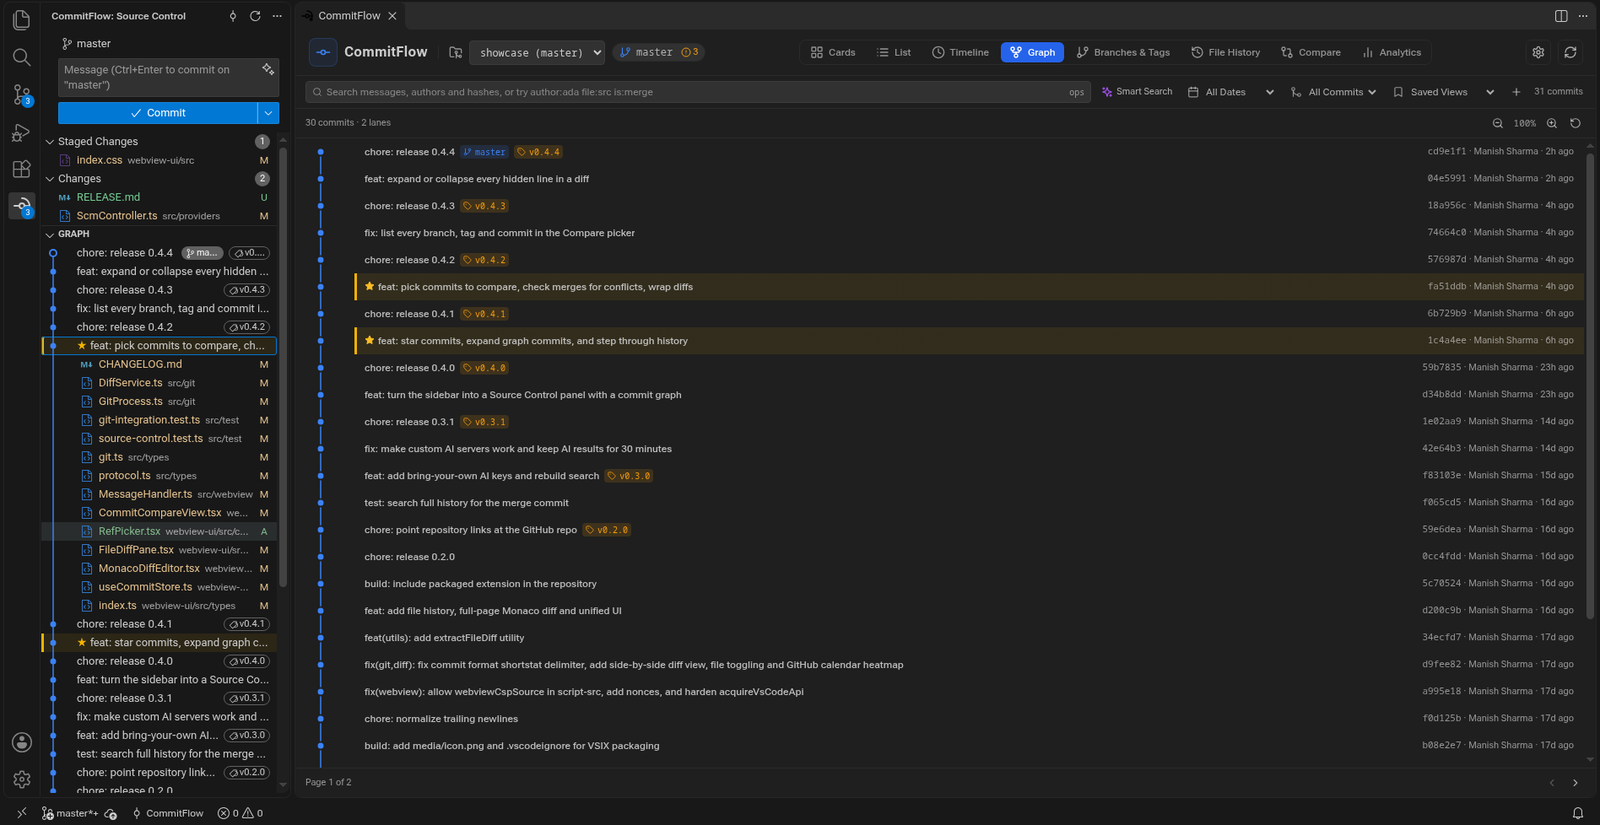 CommitFlow: Source Control
master
Message (Ctrl+Enter to commit on
"master")
Commit
Staged Changes 1
Index.css webview-ui/src M
Changes 2
RELEASE.md U
ScmController.ts src/providers M
GRAPH
chore: release 0.4.4 ma... v0....
feat: expand or collapse every hidden ...
chore: release 0.4.3 v0.4.3
fix: list every branch, tag and commit i...
chore: release 0.4.2 v0.4.2
feat: pick commits to compare, ch...
CHANGELOG.md M
DiffService.ts src/git M
GitProcess.ts src/git M
git-integration.test.ts src/test M
source-control.test.ts src/test M
git.ts src/types M
protocol.ts src/types M
MessageHandler.ts src/webview M
CommitCompareView.tsx we... M
RefPicker.tsx webview-ui/src/c... A
FileDiffPane.tsx webview-ui/sr... M
MonacoDiffEditor.tsx webview... M
useCommitStore.ts webview-... M
index.ts webview-ui/src/types M
chore: release 0.4.1 v0.4.1
feat: star commits, expand graph c...
chore: release 0.4.0 v0.4.0
feat: turn the sidebar into a Source Co...
chore: release 0.3.1 v0.3.1
fix: make custom AI servers work and ...
feat: add bring-your-own AI... v0.3.0
test: search full history for the merge ...
chore: point repository link... v0.2.0
chore: release 0.2.0
3
3
CommitFlow
CommitFlow showcase (master) master 3 Cards List Timeline Graph Branches & Tags File History Compare Analytics
Search messages, authors and hashes, or try author:ada file:src is:merge ops Smart Search All Dates All Commits Saved Views 31 commits
30 commits · 2 lanes 100%
chore: release 0.4.4 master v0.4.4 cd9e1f1 · Manish Sharma · 2h ago
feat: expand or collapse every hidden line in a diff 04e5991 · Manish Sharma · 2h ago
chore: release 0.4.3 v0.4.3 18a956c · Manish Sharma · 4h ago
fix: list every branch, tag and commit in the Compare picker 74664c0 · Manish Sharma · 4h ago
chore: release 0.4.2 v0.4.2 576987d · Manish Sharma · 4h ago
feat: pick commits to compare, check merges for conflicts, wrap diffs fa51ddb · Manish Sharma · 4h ago
chore: release 0.4.1 v0.4.1 6b729b9 · Manish Sharma · 6h ago
feat: star commits, expand graph commits, and step through history 1c4a4ee · Manish Sharma · 6h ago
chore: release 0.4.0 v0.4.0 59b7835 · Manish Sharma · 23h ago
feat: turn the sidebar into a Source Control panel with a commit graph d34b8dd · Manish Sharma · 23h ago
chore: release 0.3.1 v0.3.1 1e02aa9 · Manish Sharma · 14d ago
fix: make custom AI servers work and keep AI results for 30 minutes 42e64b3 · Manish Sharma · 14d ago
feat: add bring-your-own AI keys and rebuild search v0.3.0 f83103e · Manish Sharma · 15d ago
test: search full history for the merge commit f065cd5 · Manish Sharma · 16d ago
chore: point repository links at the GitHub repo v0.2.0 59e6dea · Manish Sharma · 16d ago
chore: release 0.2.0 0cc4fdd · Manish Sharma · 16d ago
build: include packaged extension in the repository 5c70524 · Manish Sharma · 16d ago
feat: add file history, full-page Monaco diff and unified UI d200c9b · Manish Sharma · 16d ago
feat(utils): add extractFileDiff utility 34ecfd7 · Manish Sharma · 17d ago
fix(git,diff): fix commit format shortstat delimiter, add side-by-side diff view, file toggling and GitHub calendar heatmap d9fee82 · Manish Sharma · 17d ago
fix(webview): allow webviewCspSource in script-src, add nonces, and harden acquireVsCodeApi a995e18 · Manish Sharma · 17d ago
chore: normalize trailing newlines f0d125b · Manish Sharma · 17d ago
build: add media/icon.png and .vscodeignore for VSIX packaging b08e2e7 · Manish Sharma · 17d ago
Page 1 of 2
master*+ CommitFlow 0 0